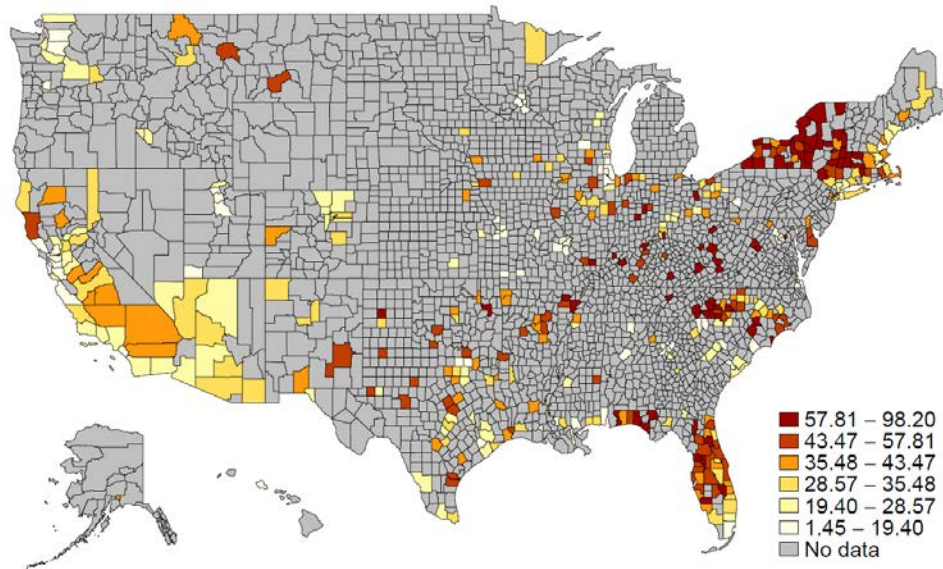 57.81 – 98.20
43.47 – 57.81
35.48 – 43.47
28.57 – 35.48
19.40 – 28.57
1.45 – 19.40
No data